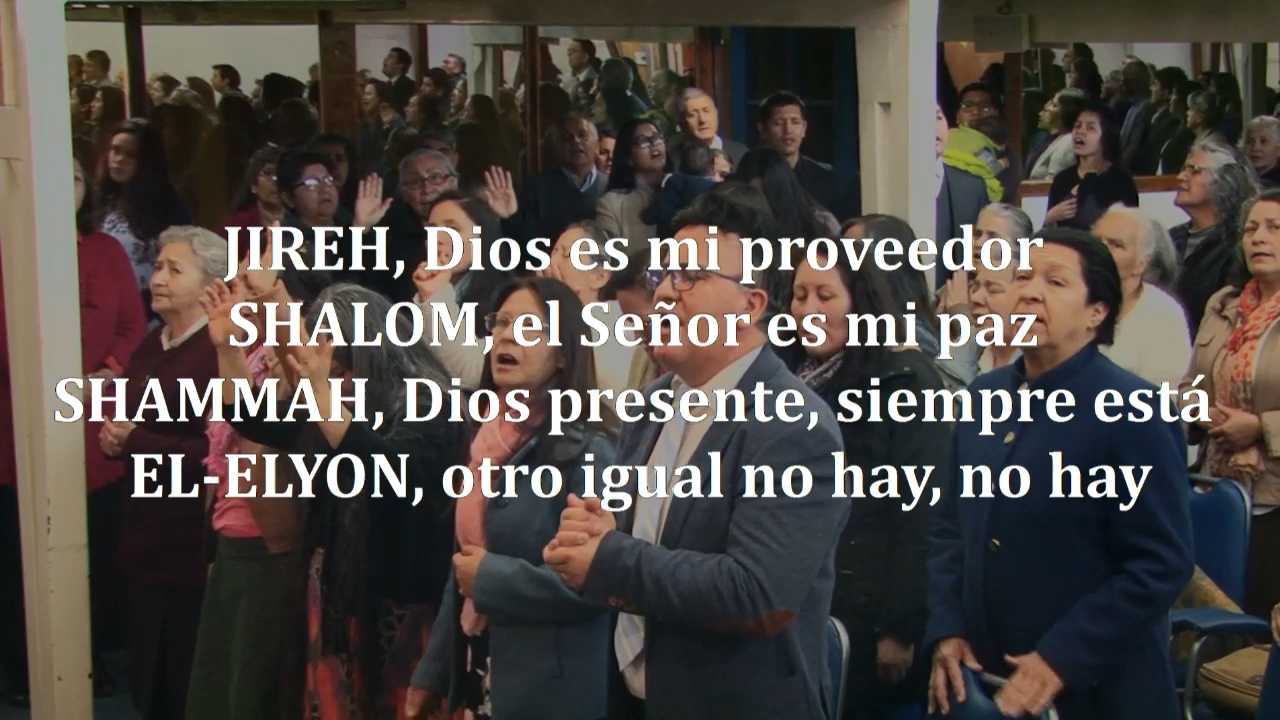 JIREH, Dios es mi proveedor
SHALOM, el Señor es mi paz
SHAMMAH, Dios presente, siempre está
EL-ELYON, otro igual no hay, no hay